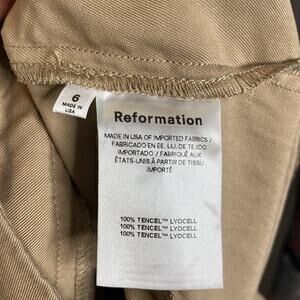 6
MADE IN
USA
Reformation
MADE IN USA OF IMPORTED FABRICS /
FABRICADO EN EE. UU. DE TEJIDO
IMPORTADO / FABRIQUÉ AUX
ÉTATS-UNIS À PARTIR DE TISSU
IMPORTÉ
100% TENCEL™ LYOCELL
100% TENCEL™ LYOCELL
100% TENCEL™ LYOCELL